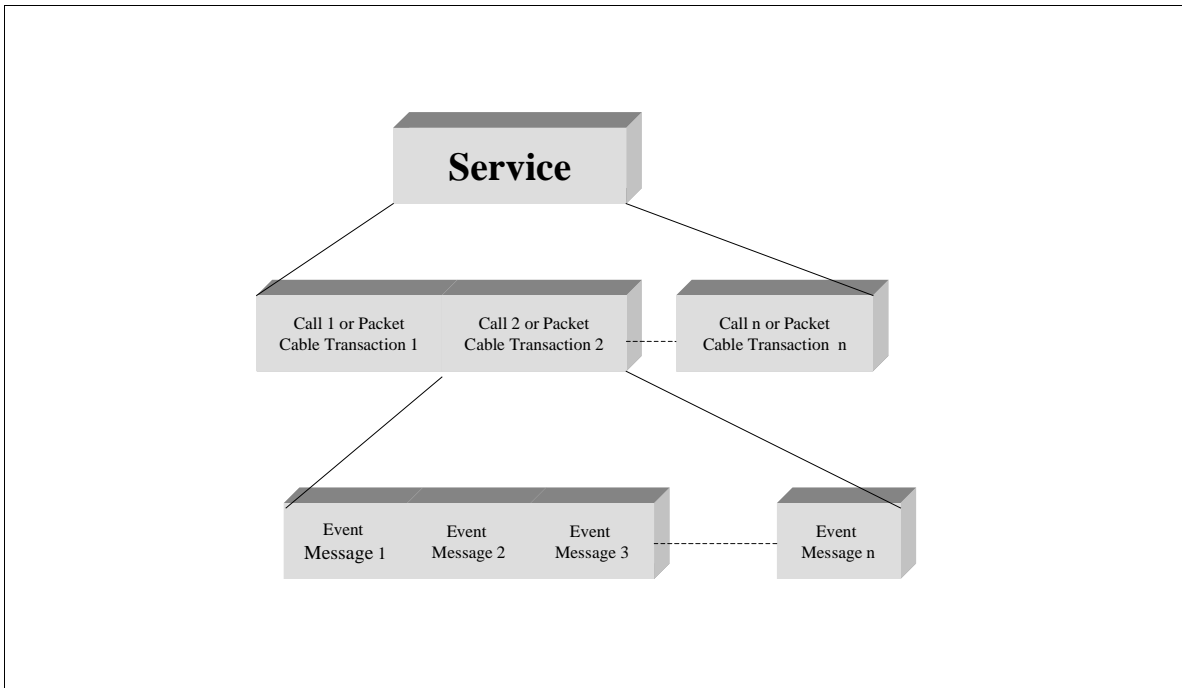 Service
Call 1 or Packet
Cable Transaction 1
Call 2 or Packet
Cable Transaction 2
Call n or Packet
Cable Transaction n
Event
Message 1
Event
Message 2
Event
Message 3
Event
Message n